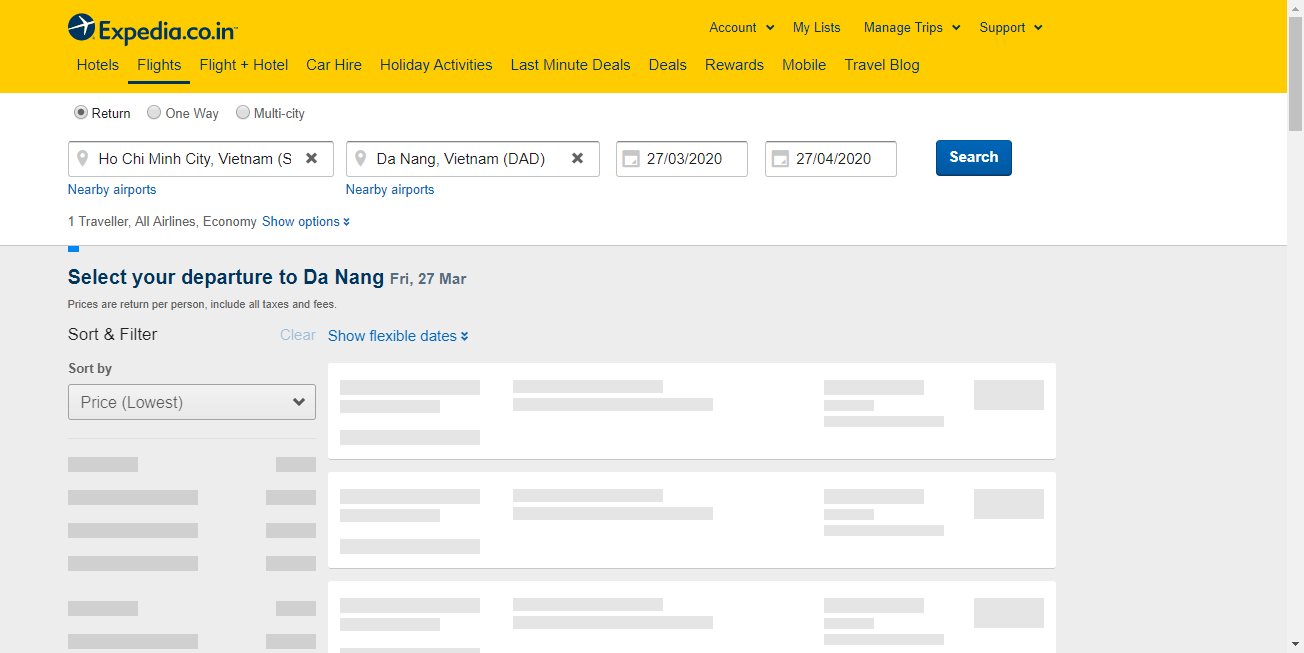 Expedia.co.in
Account My Lists Manage Trips Support
Hotels Flights Flight + Hotel Car Hire Holiday Activities Last Minute Deals Deals Rewards Mobile Travel Blog
Return One Way Multi-city
Ho Chi Minh City, Vietnam (S Da Nang, Vietnam (DAD) 27/03/2020 27/04/2020 Search
Nearby airports Nearby airports
1 Traveller, All Airlines, Economy Show options
Select your departure to Da Nang Fri, 27 Mar
Prices are return per person, include all taxes and fees.
Sort & Filter Clear Show flexible dates
Sort by
Price (Lowest)